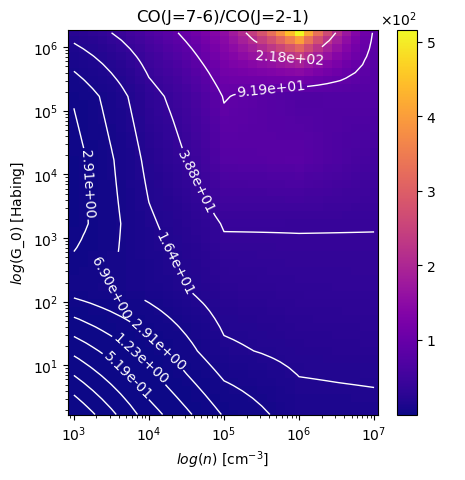 CO(J=7-6)/CO(J=2-1)
×10²
10⁶
10⁵
10⁴
10³
10²
10¹
log(G_0) [Habing]
2.18e+02
9.19e+01
3.88e+01
2.91e+00
1.64e+01
6.90e+00
2.91e+00
1.23e+00
5.19e-01
10³
10⁴
10⁵
10⁶
10⁷
log(n) [cm⁻³]
5
4
3
2
1